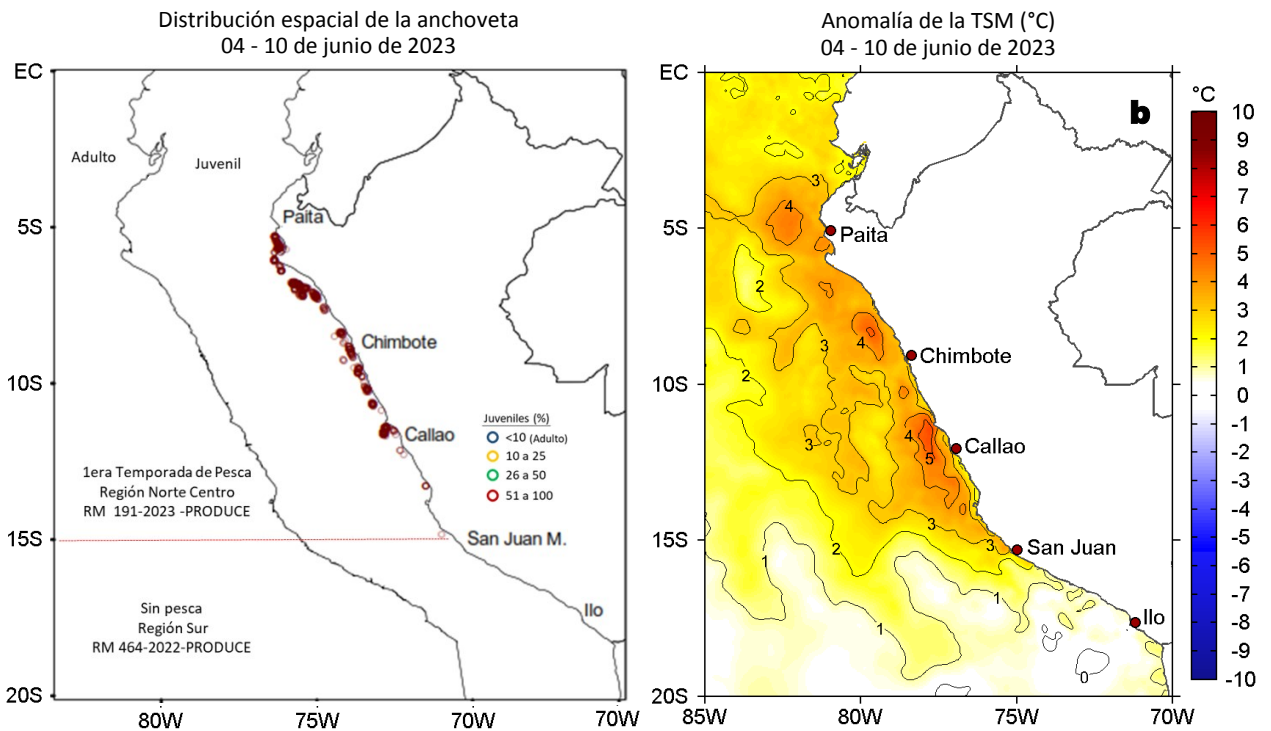 Distribución espacial de la anchoveta
04 - 10 de junio de 2023
EC
5S
10S
15S
20S
80W
75W
70W
70W
Adulto
Juvenil
Paita
Chimbote
Callao
San Juan M.
Ilo
Juveniles (%)
<10 (Adulto)
10 a 25
26 a 50
51 a 100
1era Temporada de Pesca
Región Norte Centro
RM 191-2023 -PRODUCE
Sin pesca
Región Sur
RM 464-2022-PRODUCE
Anomalía de la TSM (°C)
04 - 10 de junio de 2023
EC
5S
10S
15S
20S
85W
80W
75W
70W
b
3
4
2
3
4
2
3
4
5
3
3
2
1
1
1
0
Paita
Chimbote
Callao
San Juan
Ilo
°C
10
9
8
7
6
5
4
3
2
1
0
-1
-2
-3
-4
-5
-6
-7
-8
-9
-10